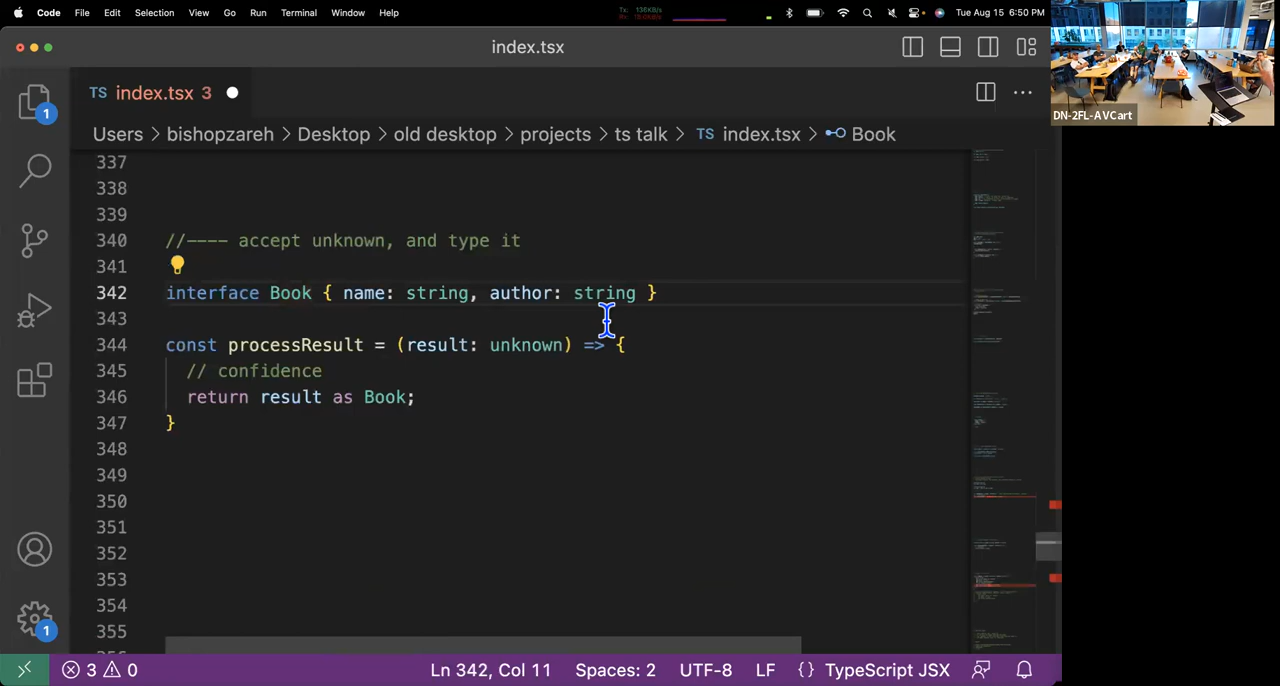 Code File Edit Selection View Go Run Terminal Window Help Tue Aug 15 6:50 PM
index.tsx
TS index.tsx 3
Users > bishopzareh > Desktop > old desktop > projects > ts talk > TS index.tsx > Book
DN-2FL-AVCart
1
337
338
339
340 //---- accept unknown, and type it
341
342 interface Book { name: string, author: string }
343
344 const processResult = (result: unknown) => {
345 // confidence
346 return result as Book;
347 }
348
349
350
351
352
353
354
355
1
3 0 Ln 342, Col 11 Spaces: 2 UTF-8 LF {} TypeScript JSX